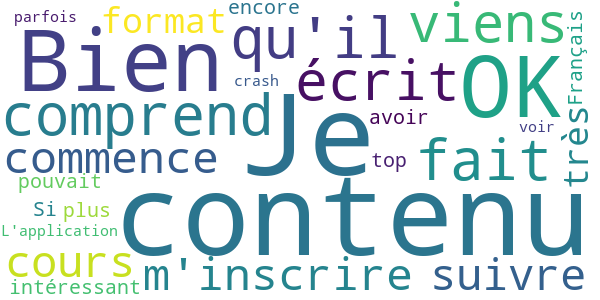 parfois
format
encore
viens
Bien
qu'il
OK
Français
écrit
crash
comprend
Je
avoir
voir
très
commence
top
fait
pouvait
contenu
Si
plus
L'application
cours
m'inscrire
suivre
intéressant